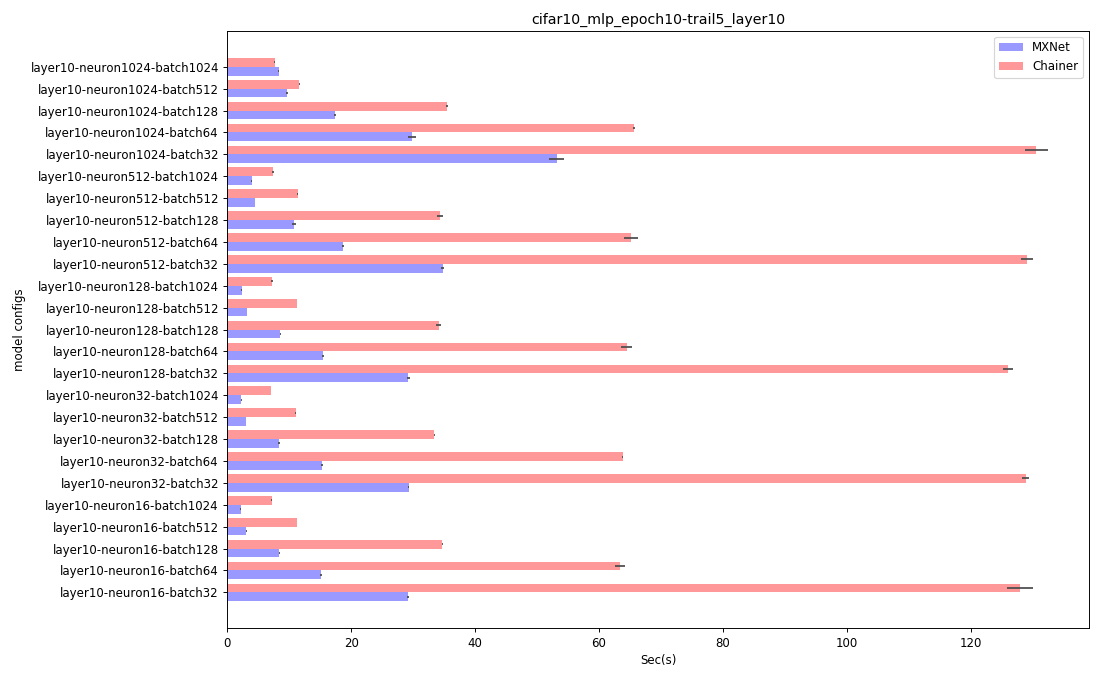 cifar10_mlp_epoch10-trail5_layer10
MXNet
Chainer
model configs
layer10-neuron1024-batch1024
layer10-neuron1024-batch512
layer10-neuron1024-batch128
layer10-neuron1024-batch64
layer10-neuron1024-batch32
layer10-neuron512-batch1024
layer10-neuron512-batch512
layer10-neuron512-batch128
layer10-neuron512-batch64
layer10-neuron512-batch32
layer10-neuron128-batch1024
layer10-neuron128-batch512
layer10-neuron128-batch128
layer10-neuron128-batch64
layer10-neuron128-batch32
layer10-neuron32-batch1024
layer10-neuron32-batch512
layer10-neuron32-batch128
layer10-neuron32-batch64
layer10-neuron32-batch32
layer10-neuron16-batch1024
layer10-neuron16-batch512
layer10-neuron16-batch128
layer10-neuron16-batch64
layer10-neuron16-batch32
0 20 40 60 80 100 120
Sec(s)